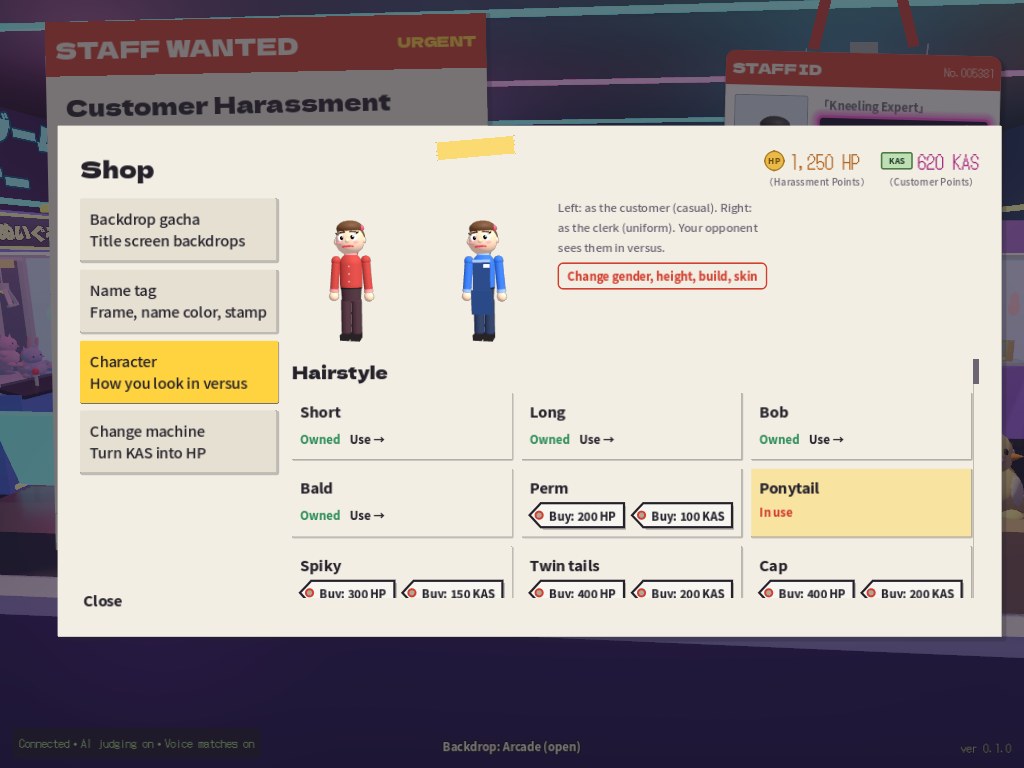 STAFF WANTED
URGENT
Customer Harassment
STAFF ID
No. 005381
「Kneeling Expert」
Shop
HP
1,250 HP
(Harassment Points)
KAS
620 KAS
(Customer Points)
Backdrop gacha
Title screen backdrops
Name tag
Frame, name color, stamp
Character
How you look in versus
Change machine
Turn KAS into HP
Close
Left: as the customer (casual). Right:
as the clerk (uniform). Your opponent
sees them in versus.
Change gender, height, build, skin
Hairstyle
Short
Owned Use →
Long
Owned Use →
Bob
Owned Use →
Bald
Owned Use →
Perm
Buy: 200 HP
Buy: 100 KAS
Ponytail
In use
Spiky
Buy: 300 HP
Buy: 150 KAS
Twin tails
Buy: 400 HP
Buy: 200 KAS
Cap
Buy: 400 HP
Buy: 200 KAS
ぬいぐ
Connected • AI judging on • Voice matches on
Backdrop: Arcade (open)
ver 0.1.0